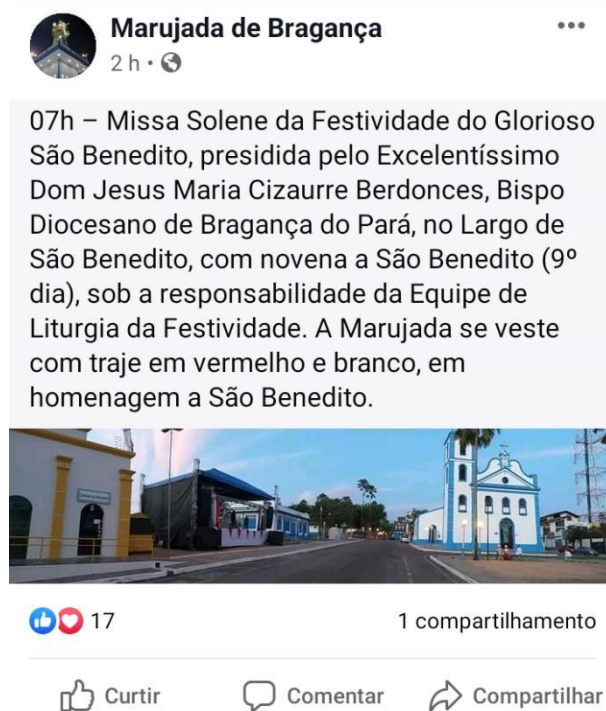 Marujada de Bragança
2 h
07h – Missa Solene da Festividade do Glorioso
São Benedito, presidida pelo Excelentíssimo
Dom Jesus Maria Cizaurre Berdonces, Bispo
Diocesano de Bragança do Pará, no Largo de
São Benedito, com novena a São Benedito (9º
dia), sob a responsabilidade da Equipe de
Liturgia da Festividade. A Marujada se veste
com traje em vermelho e branco, em
homenagem a São Benedito.
17
1 compartilhamento
Curtir
Comentar
Compartilhar